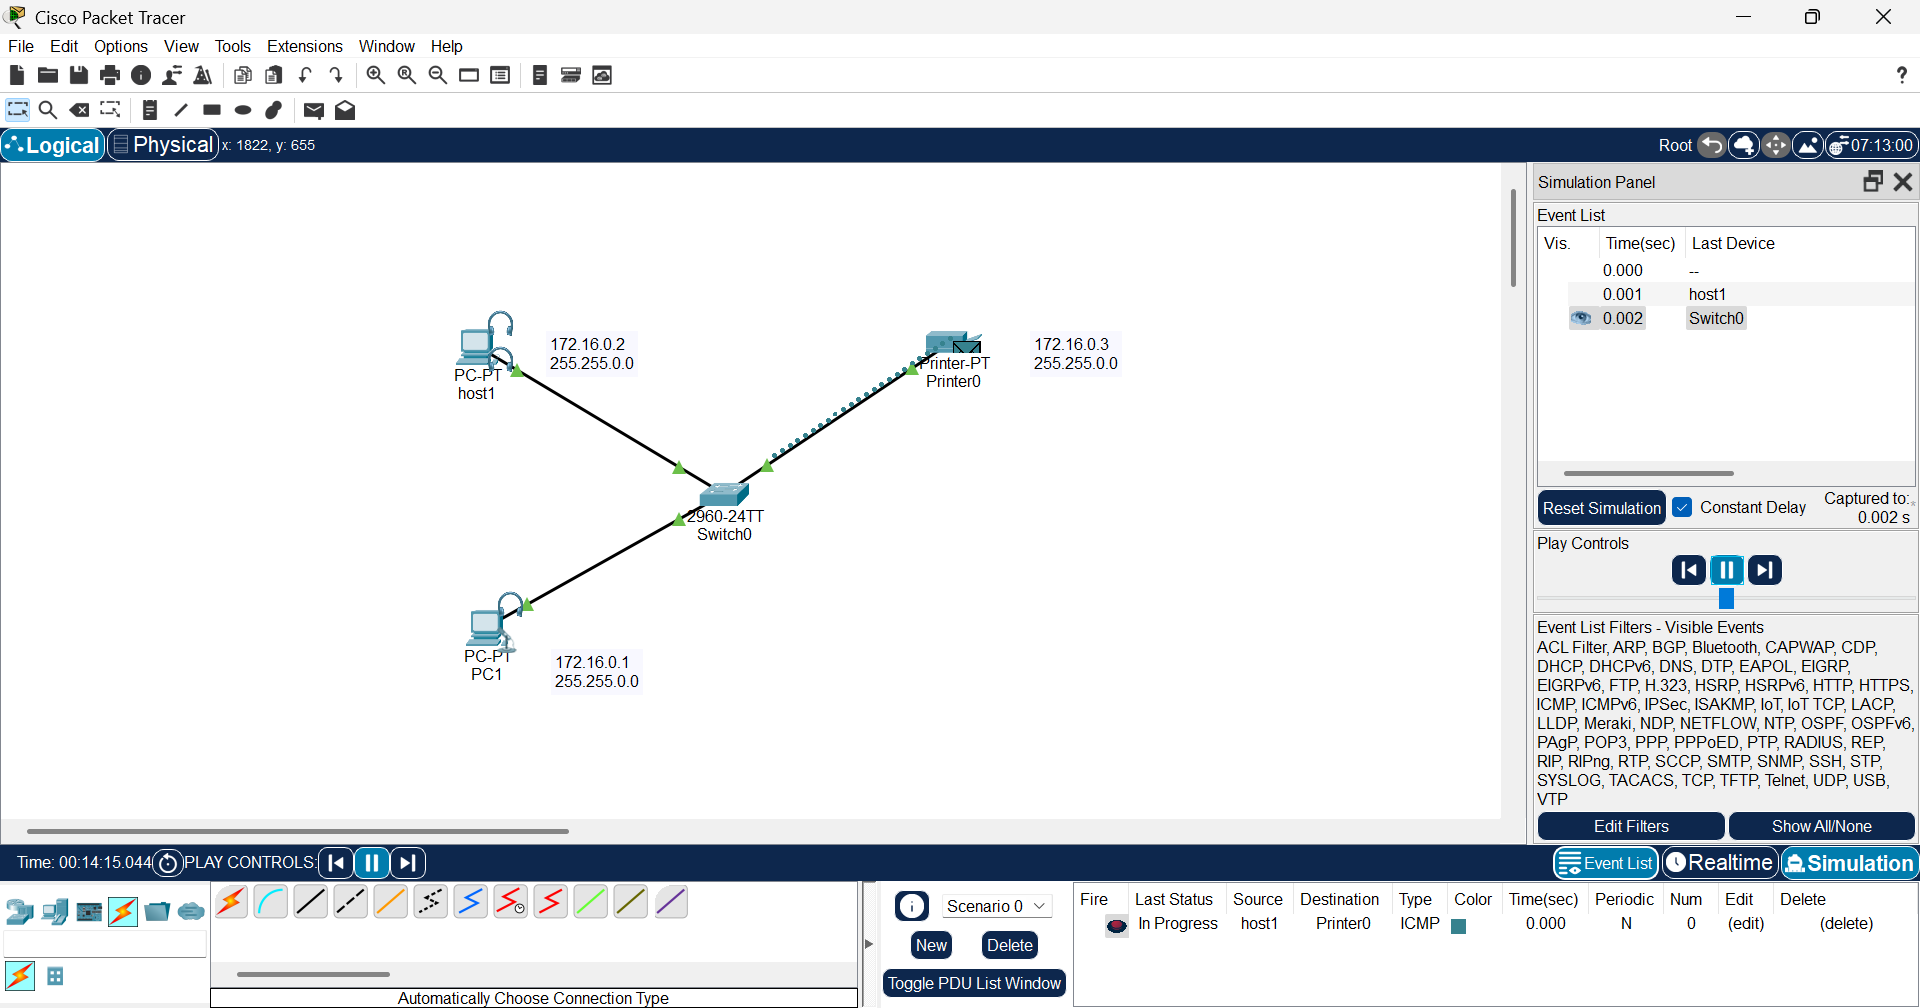 Cisco Packet Tracer
File Edit Options View Tools Extensions Window Help
?
Logical Physical x: 1822, y: 655 Root 07:13:00
Simulation Panel
Event List
Vis. Time(sec) Last Device
0.000 --
0.001 host1
0.002 Switch0
172.16.0.2
255.255.0.0
PC-PT
host1
172.16.0.3
255.255.0.0
Printer-PT
Printer0
2960-24TT
Switch0
PC-PT
PC1
172.16.0.1
255.255.0.0
Reset Simulation Constant Delay Captured to:
0.002 s
Play Controls
Event List Filters - Visible Events
ACL Filter, ARP, BGP, Bluetooth, CAPWAP, CDP,
DHCP, DHCPv6, DNS, DTP, EAPOL, EIGRP,
EIGRPv6, FTP, H.323, HSRP, HSRPv6, HTTP, HTTPS,
ICMP, ICMPv6, IPSec, ISAKMP, IoT, IoT TCP, LACP,
LLDP, Meraki, NDP, NETFLOW, NTP, OSPF, OSPFv6,
PAgP, POP3, PPP, PPPoED, PTP, RADIUS, REP,
RIP, RIPng, RTP, SCCP, SMTP, SNMP, SSH, STP,
SYSLOG, TACACS, TCP, TFTP, Telnet, UDP, USB,
VTP
Edit Filters Show All/None
Time: 00:14:15.044 PLAY CONTROLS: Event List Realtime Simulation
Scenario 0
New Delete
Toggle PDU List Window
Fire Last Status Source Destination Type Color Time(sec) Periodic Num Edit Delete
In Progress host1 Printer0 ICMP 0.000 N 0 (edit) (delete)
Automatically Choose Connection Type